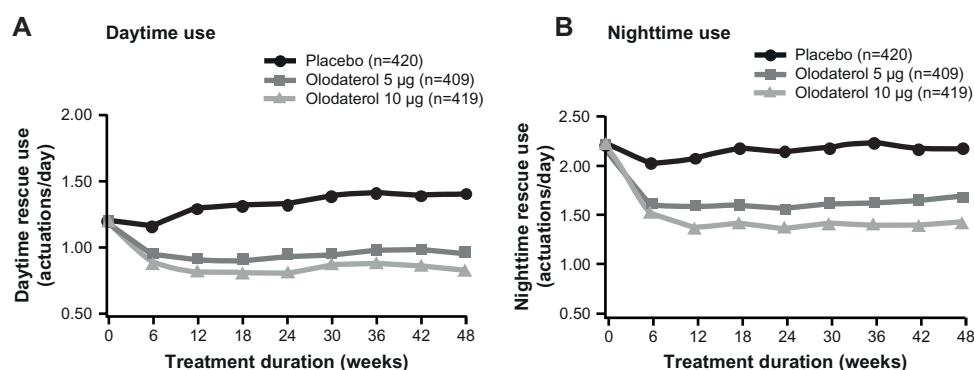 A
Daytime use
Placebo (n=420)
Olodaterol 5 µg (n=409)
Olodaterol 10 µg (n=419)
Daytime rescue use
(actuations/day)
2.00
1.50
1.00
0.50
0 6 12 18 24 30 36 42 48
Treatment duration (weeks)
B
Nighttime use
Placebo (n=420)
Olodaterol 5 µg (n=409)
Olodaterol 10 µg (n=419)
Nighttime rescue use
(actuations/day)
2.50
2.00
1.50
1.00
0.50
0 6 12 18 24 30 36 42 48
Treatment duration (weeks)